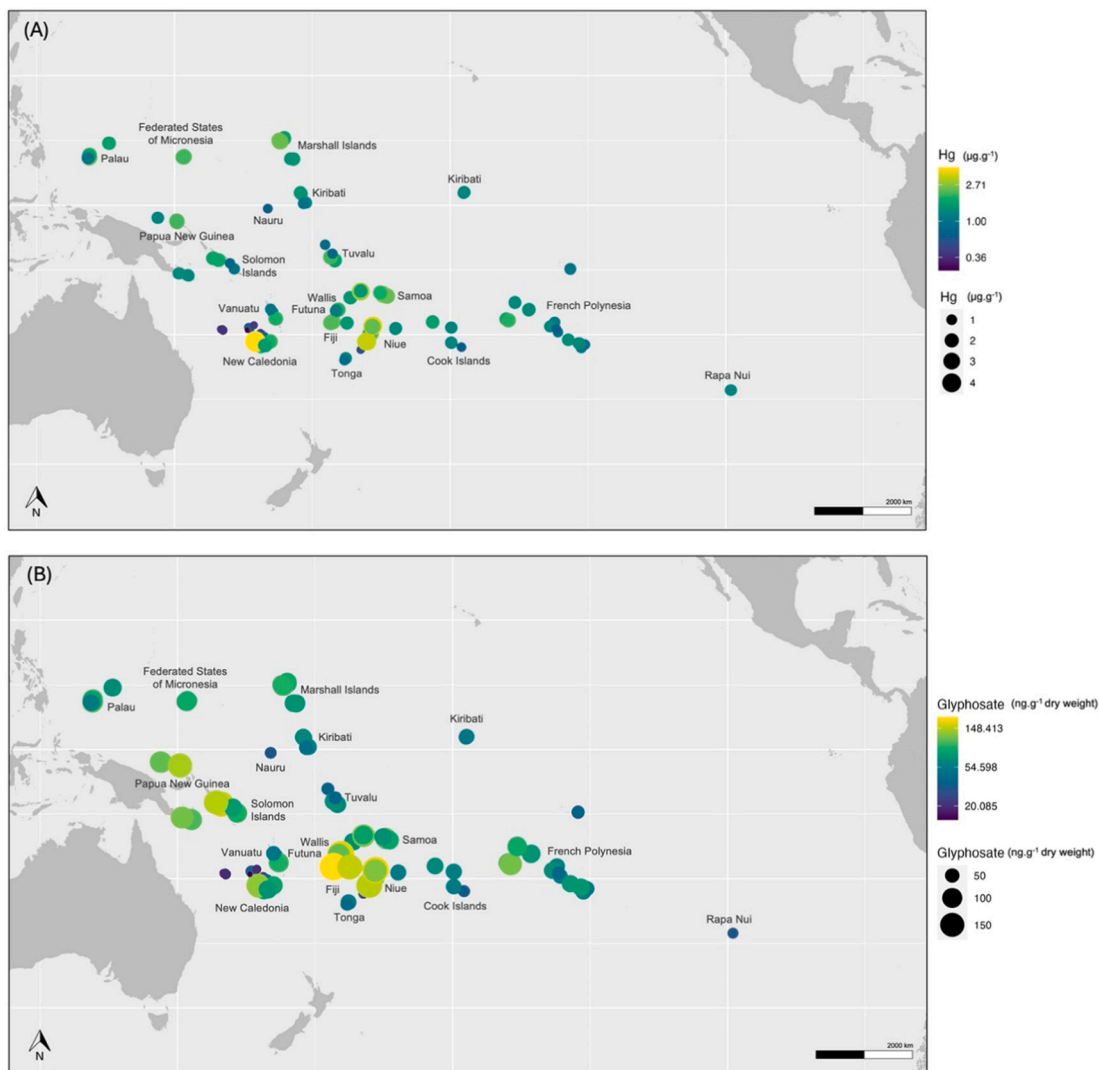 (A)
Federated States
of Micronesia
Palau
Marshall Islands
Kiribati
Kiribati
Nauru
Papua New Guinea
Solomon
Islands
Tuvalu
Wallis
Samoa
Vanuatu
Futuna
French Polynesia
Fiji
Niue
New Caledonia
Cook Islands
Tonga
Rapa Nui
N
2000 km
Hg (µg.g⁻¹)
2.71
1.00
0.36
Hg (µg.g⁻¹)
1
2
3
4
(B)
Federated States
of Micronesia
Palau
Marshall Islands
Kiribati
Kiribati
Nauru
Papua New Guinea
Solomon
Islands
Tuvalu
Wallis
Samoa
Vanuatu
Futuna
French Polynesia
Fiji
Niue
New Caledonia
Cook Islands
Tonga
Rapa Nui
N
2000 km
Glyphosate (ng.g⁻¹ dry weight)
148.413
54.598
20.085
Glyphosate (ng.g⁻¹ dry weight)
50
100
150